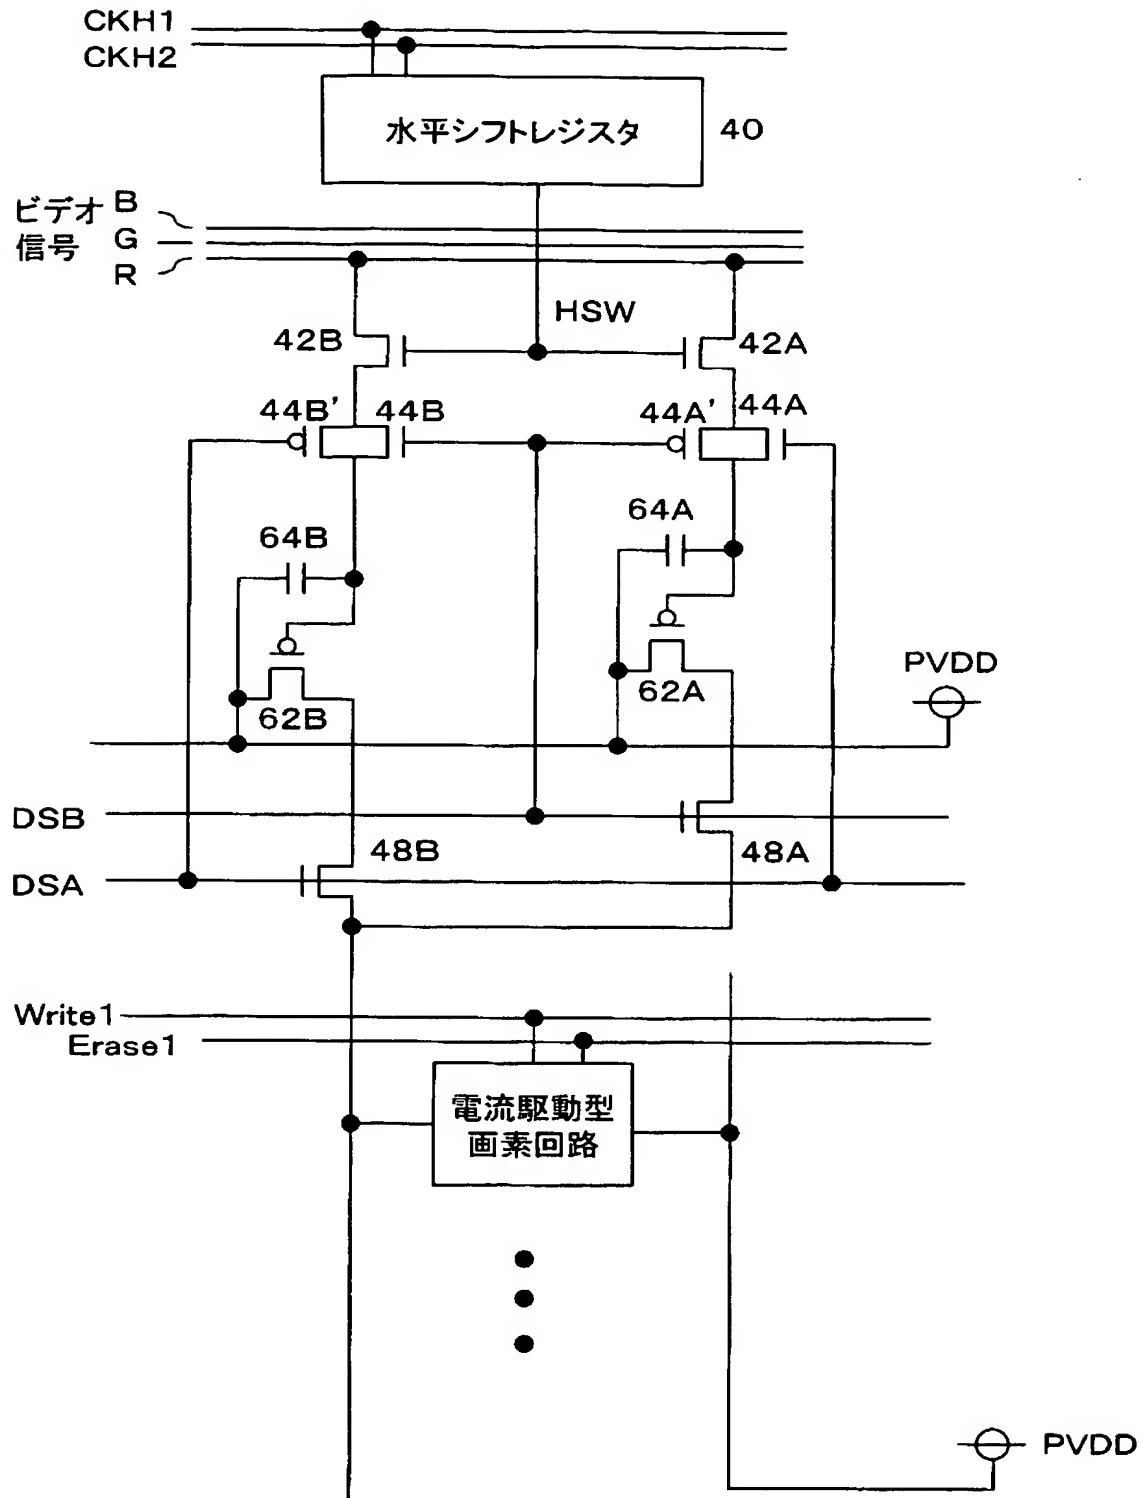 CKH1
CKH2
水平シフトレジスタ
40
ビデオ
信号
B
G
R
HSW
42B
42A
44B'
44B
44A'
44A
64B
64A
62B
62A
PVDD
DSB
DSA
48B
48A
Write1
Erase1
電流駆動型
画素回路
PVDD